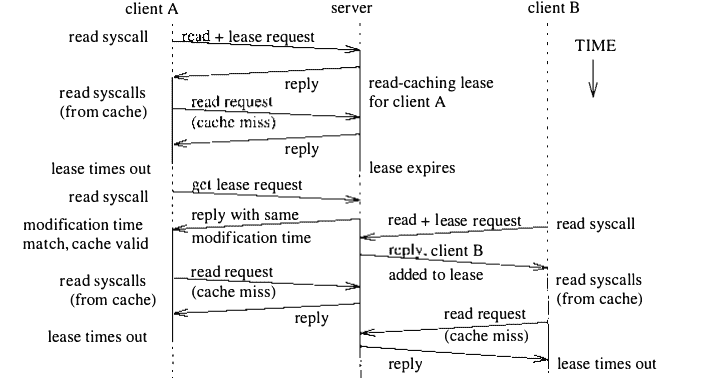 client A server client B
read syscall read + lease request
TIME
reply
read-caching lease
for client A
read syscalls
(from cache)
read request
(cache miss)
reply
lease times out
lease expires
read syscall
get lease request
modification time
match, cache valid
reply with same
modification time
read + lease request
read syscall
reply, client B
added to lease
read syscalls
(from cache)
read request
(cache miss)
read syscalls
(from cache)
reply
read request
(cache miss)
lease times out
reply
lease times out